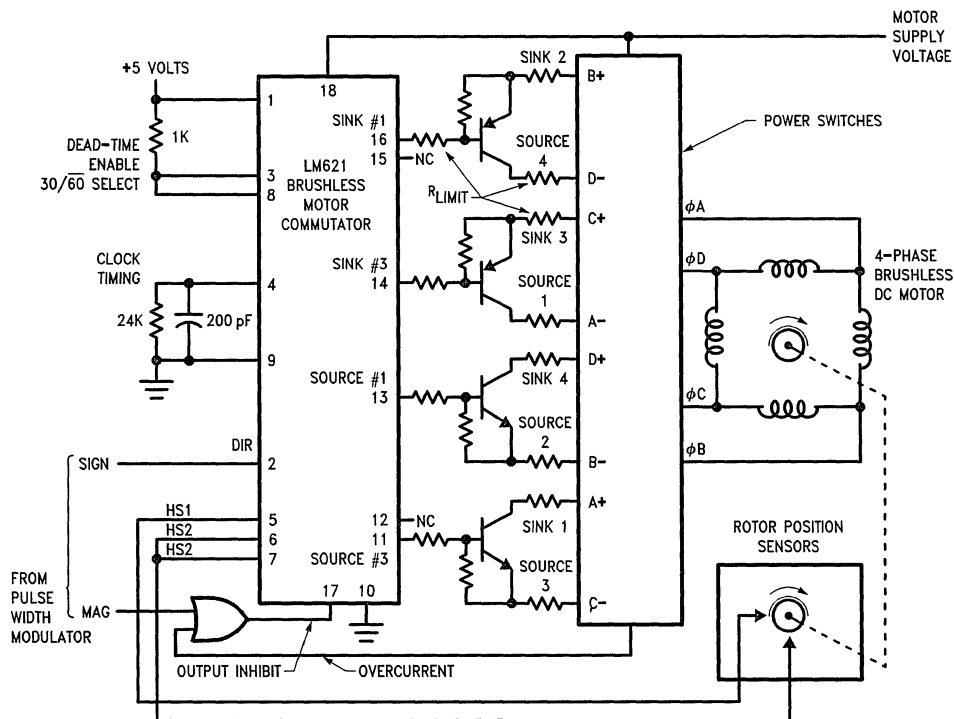 MOTOR
SUPPLY
VOLTAGE
+5 VOLTS
1K
DEAD-TIME
ENABLE
30/6̅0̅ SELECT
CLOCK
TIMING
24K
200 pF
SIGN
FROM
PULSE
WIDTH
MODULATOR
MAG
DIR
HS1
HS2
HS2
18
1
3
8
4
9
2
5
6
7
17
10
LM621
BRUSHLESS
MOTOR
COMMUTATOR
SINK #1
16
15
NC
SINK #3
14
SOURCE #1
13
12
NC
11
SOURCE #3
OUTPUT INHIBIT
OVERCURRENT
RLIMIT
SINK 2
SOURCE
4
SINK 3
SOURCE
1
SINK 4
SOURCE
2
SINK 1
SOURCE
3
B+
D-
C+
A-
D+
B-
A+
C-
POWER SWITCHES
ϕA
ϕD
ϕC
ϕB
4-PHASE
BRUSHLESS
DC MOTOR
ROTOR POSITION
SENSORS